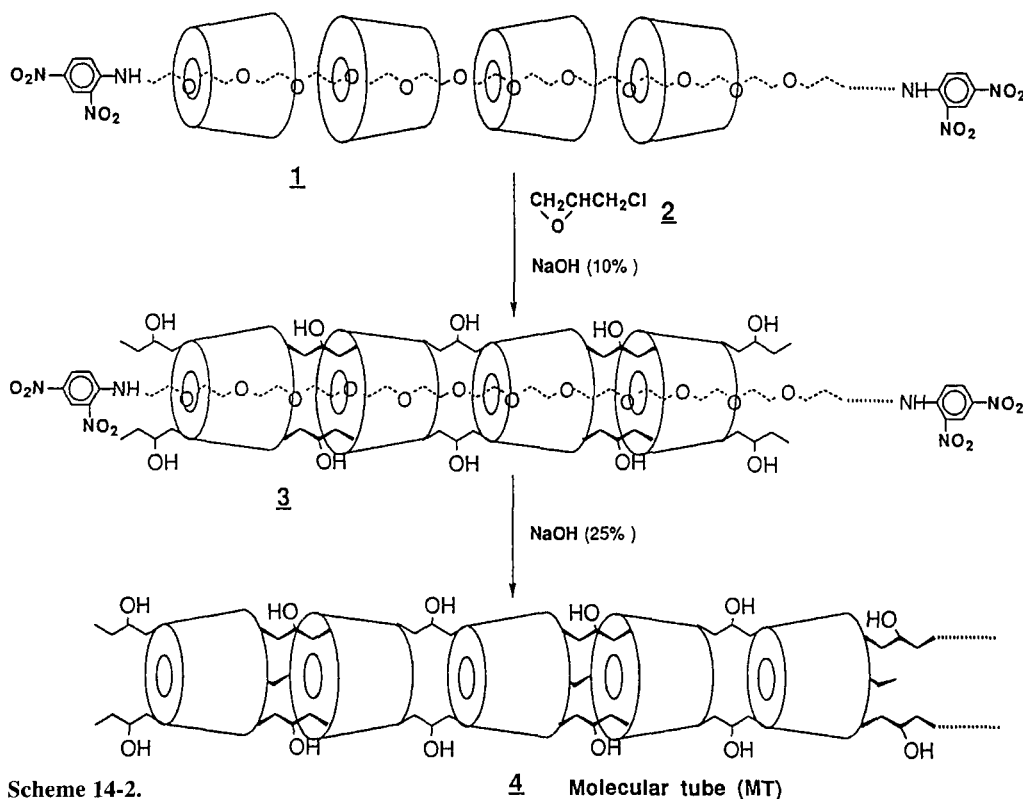 O₂N NH O O O O O O O O O NH NO₂
NO₂ NO₂
1
CH₂CHCH₂Cl 2
O
NaOH (10%)
OH HO OH HO OH
O₂N NH O O O O O O O O O NH NO₂
NO₂ NO₂
OH OH OH OH OH
3
NaOH (25%)
OH HO OH HO OH HO
OH OH OH OH OH OH
Scheme 14-2. 4 Molecular tube (MT)